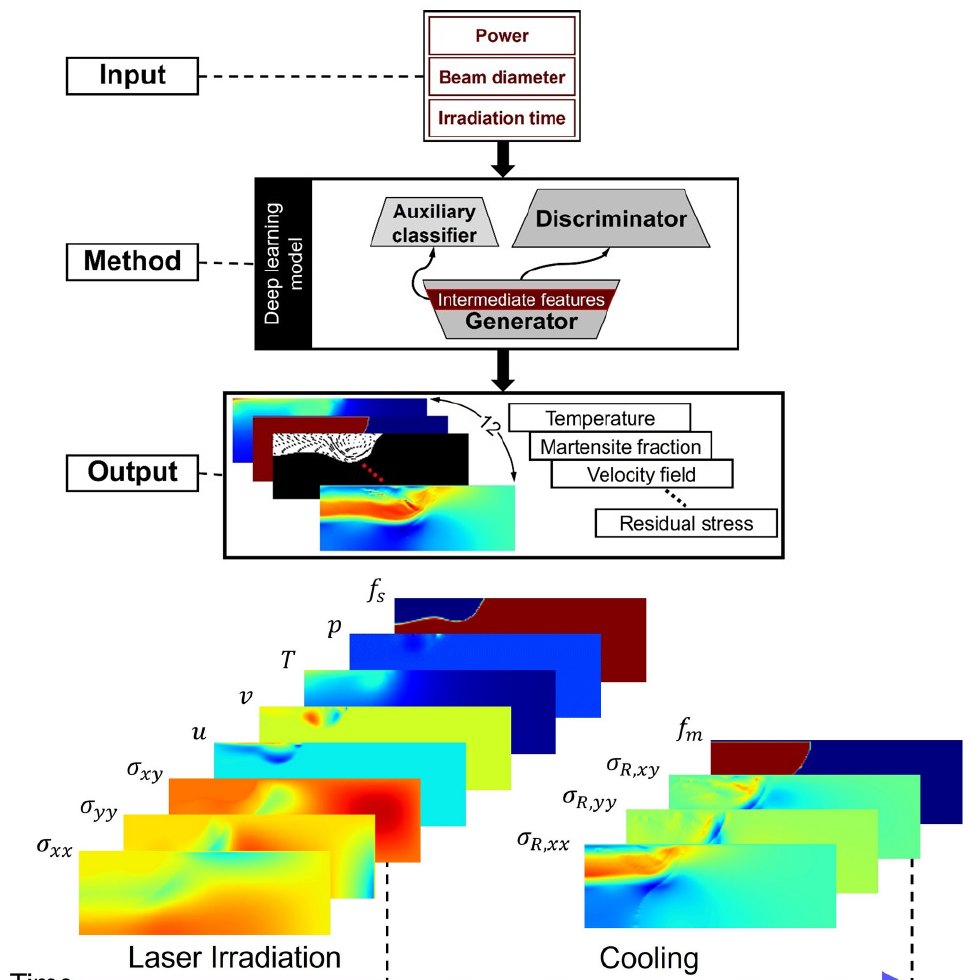 Power
Input
Beam diameter
Irradiation time
Deep learning
model
Method
Auxiliary
classifier
Discriminator
Intermediate features
Generator
Output
12
Temperature
Martensite fraction
Velocity field
Residual stress
f_s
p
T
v
u
σ_xy
σ_yy
σ_xx
f_m
σ_R,xy
σ_R,yy
σ_R,xx
Laser Irradiation
Cooling
Time